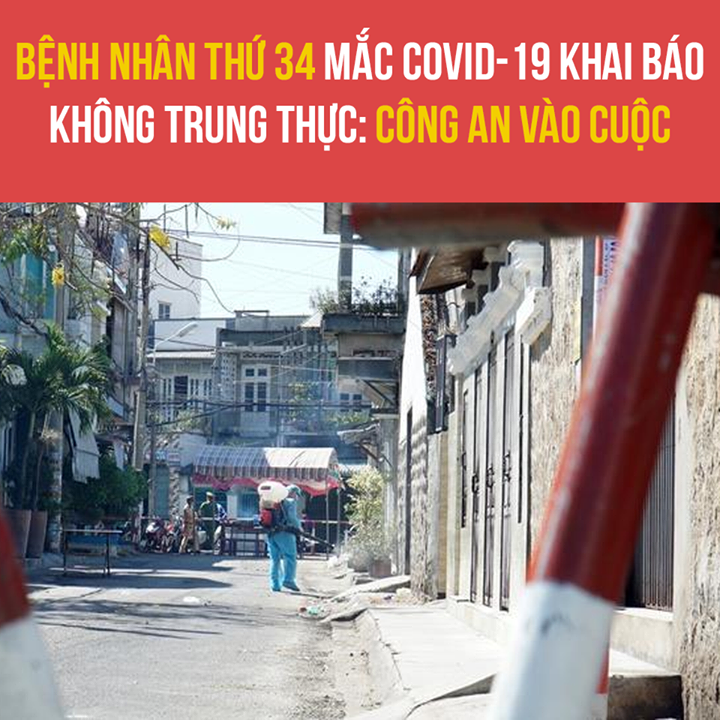 BỆNH NHÂN THỨ 34 MẮC COVID-19 KHAI BÁO
KHÔNG TRUNG THỰC: CÔNG AN VÀO CUỘC